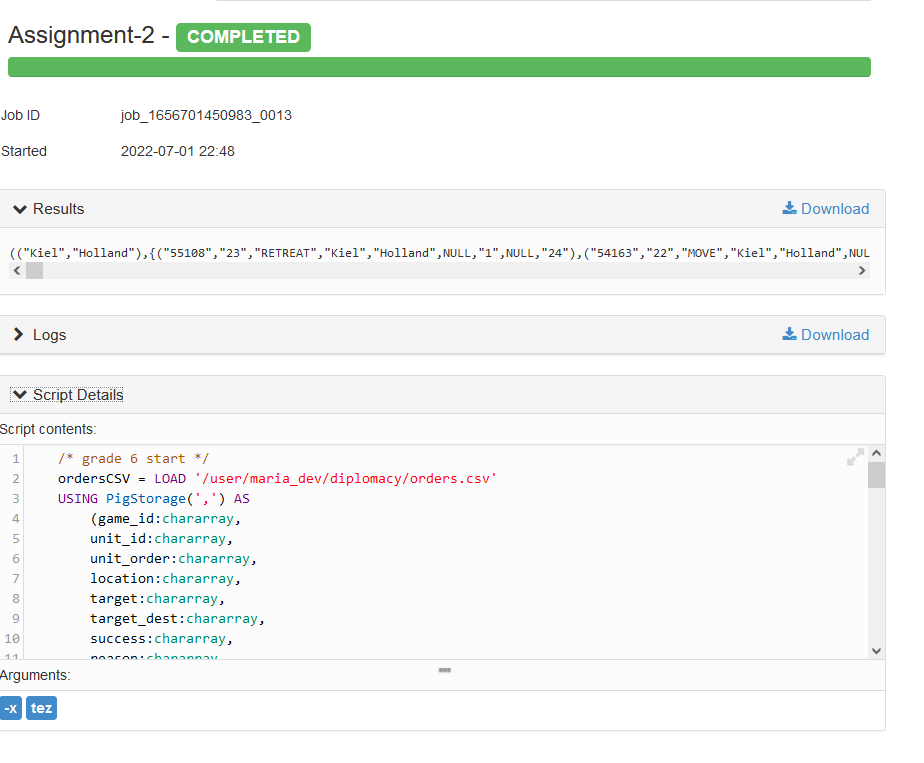 Assignment-2 - COMPLETED
Job ID job_1656701450983_0013
Started 2022-07-01 22:48
Results Download
(("Kiel","Holland"),{("55108","23","RETREAT","Kiel","Holland",NULL,"1",NULL,"24"),("54163","22","MOVE","Kiel","Holland",NUL
Logs Download
Script Details
Script contents:
1 /* grade 6 start */
2 ordersCSV = LOAD '/user/maria_dev/diplomacy/orders.csv'
3 USING PigStorage(',') AS
4 (game_id:chararray,
5 unit_id:chararray,
6 unit_order:chararray,
7 location:chararray,
8 target:chararray,
9 target_dest:chararray,
10 success:chararray,
11 reason:chararray
Arguments:
-x tez